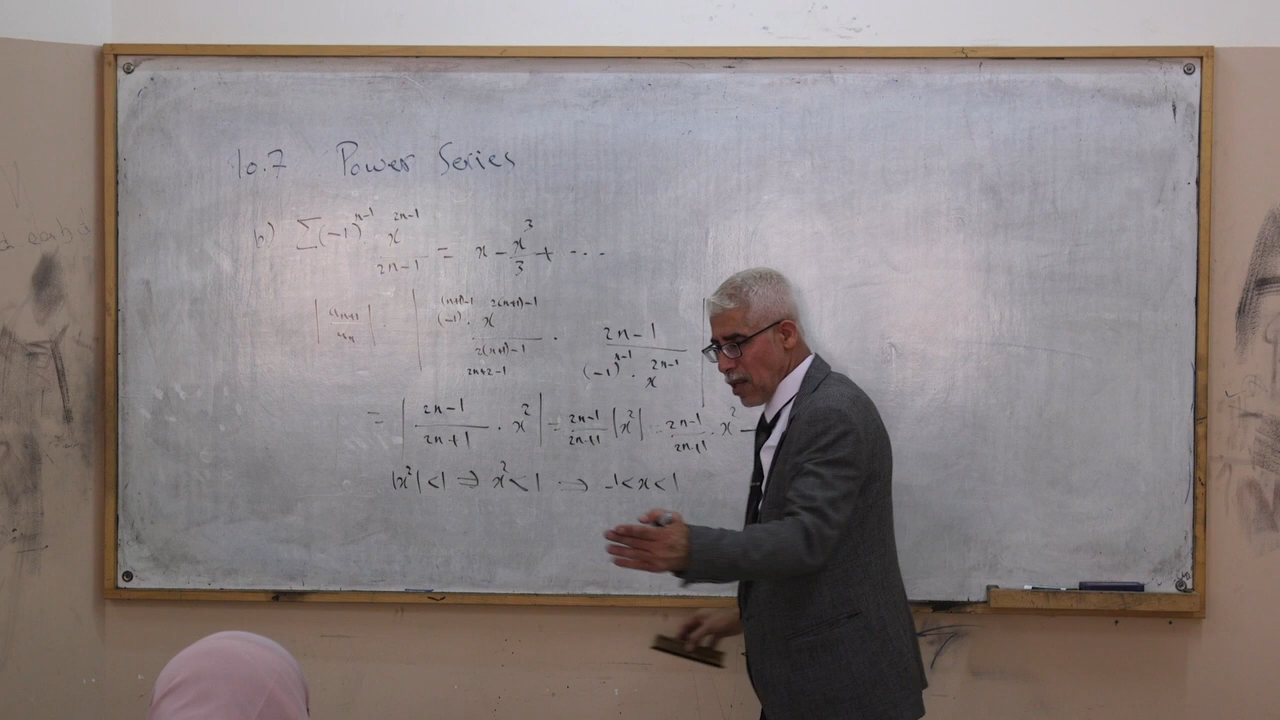 10.7 Power Series
b) ∑(-1)^{n-1} x^{2n-1} / 2n-1 = x - x^3/3 + ...
|u_{n+1}/u_n| · | (-1)^{(n+1)-1} · x^{2(n+1)-1} / 2(n+1)-1 · 2n-1 / (-1)^{n-1} · x^{2n-1} |
2n+2-1
= | 2n-1 / 2n+1 · x^2 | = 2n-1 / 2n+1 |x^2| = 2n-1 / 2n+1 · x^2 →
|x^2| < 1 ⇒ x^2 < 1 ⇒ -1 < x < 1